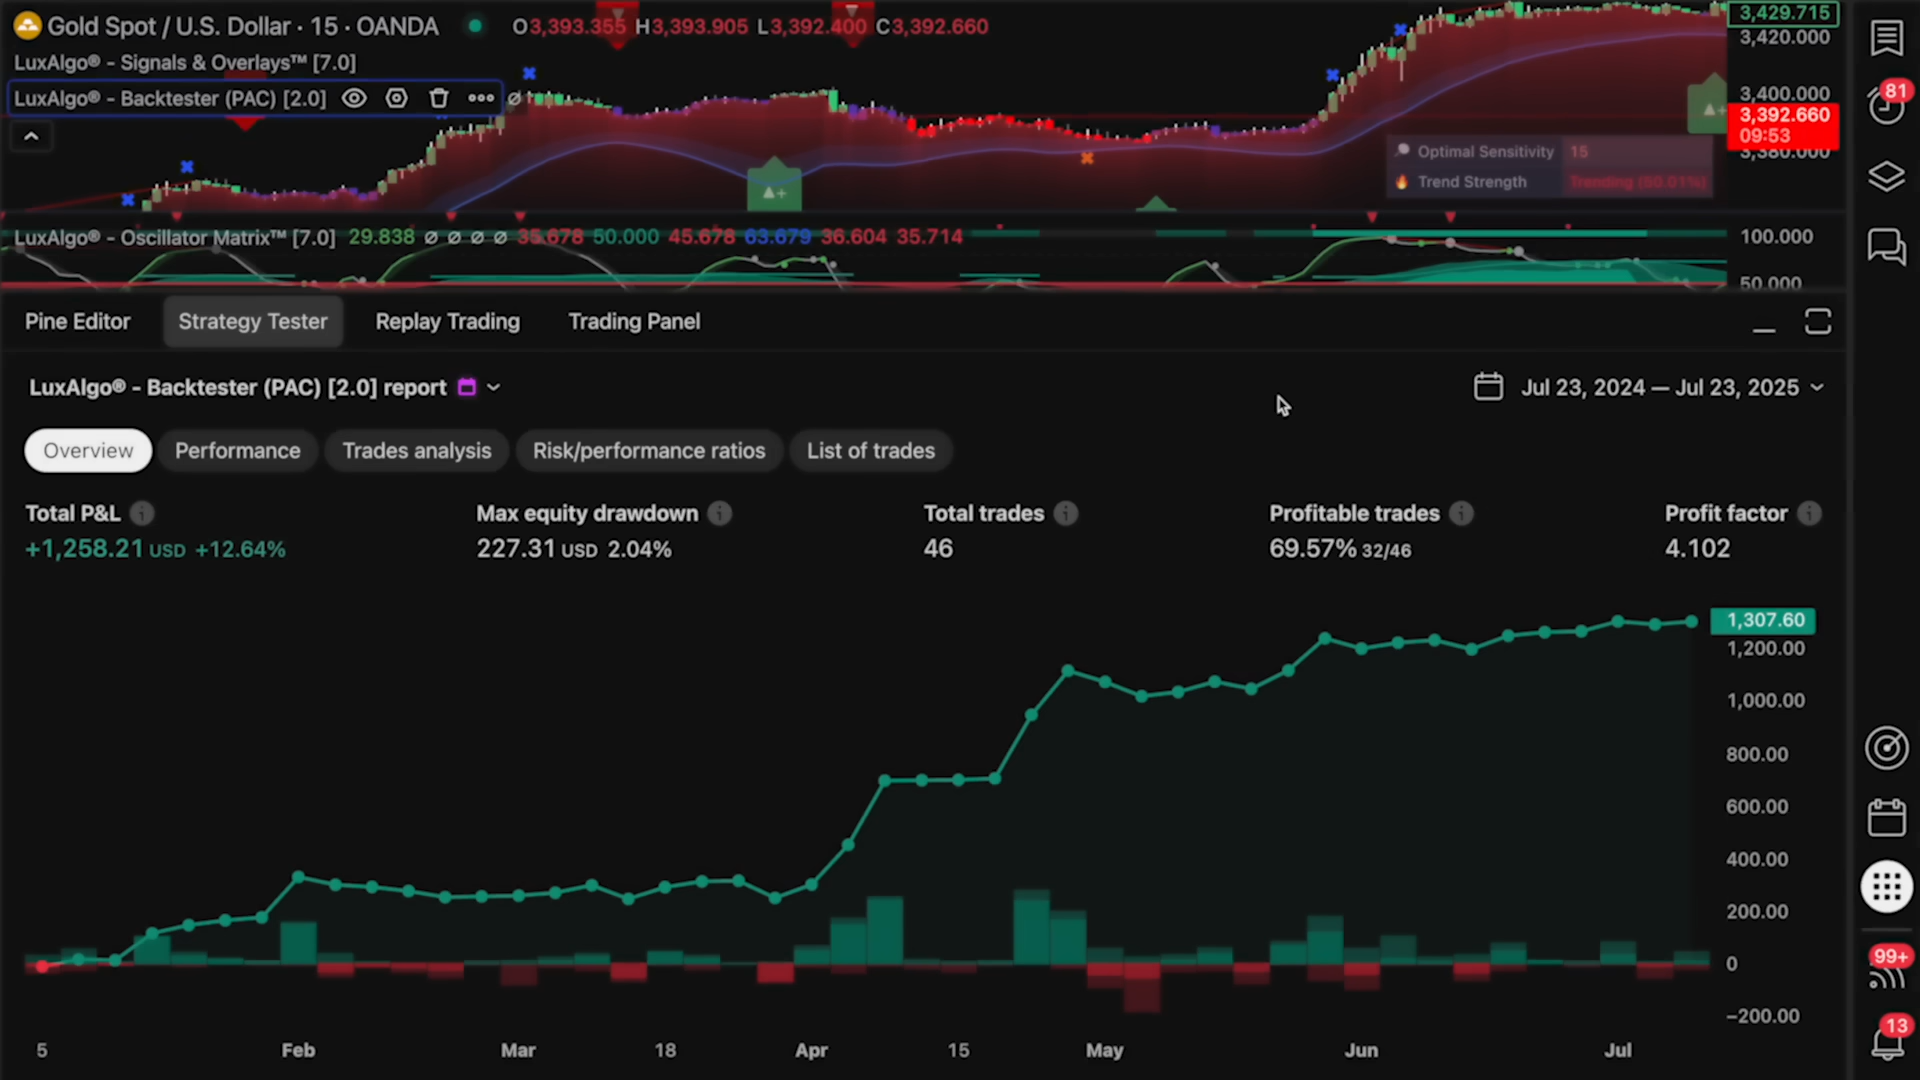 Gold Spot / U.S. Dollar · 15 · OANDA O3,393.355 H3,393.905 L3,392.400 C3,392.660
LuxAlgo® - Signals & Overlays™ [7.0]
LuxAlgo® - Backtester (PAC) [2.0] ∅
3,429.715
3,420.000
3,400.000
3,392.660
09:53
3,380.000
81
Optimal Sensitivity 15
Trend Strength Trending (60.01%)
▲+
▲+
LuxAlgo® - Oscillator Matrix™ [7.0] 29.838 ∅ ∅ ∅ ∅ 35.678 50.000 45.678 63.679 36.604 35.714
100.000
50.000
Pine Editor Strategy Tester Replay Trading Trading Panel
LuxAlgo® - Backtester (PAC) [2.0] report
Jul 23, 2024 — Jul 23, 2025
Overview Performance Trades analysis Risk/performance ratios List of trades
Total P&L Max equity drawdown Total trades Profitable trades Profit factor
+1,258.21 USD +12.64% 227.31 USD 2.04% 46 69.57% 32/46 4.102
1,307.60
1,200.00
1,000.00
800.00
600.00
400.00
200.00
0
−200.00
5 Feb Mar 18 Apr 15 May Jun Jul
99+
13